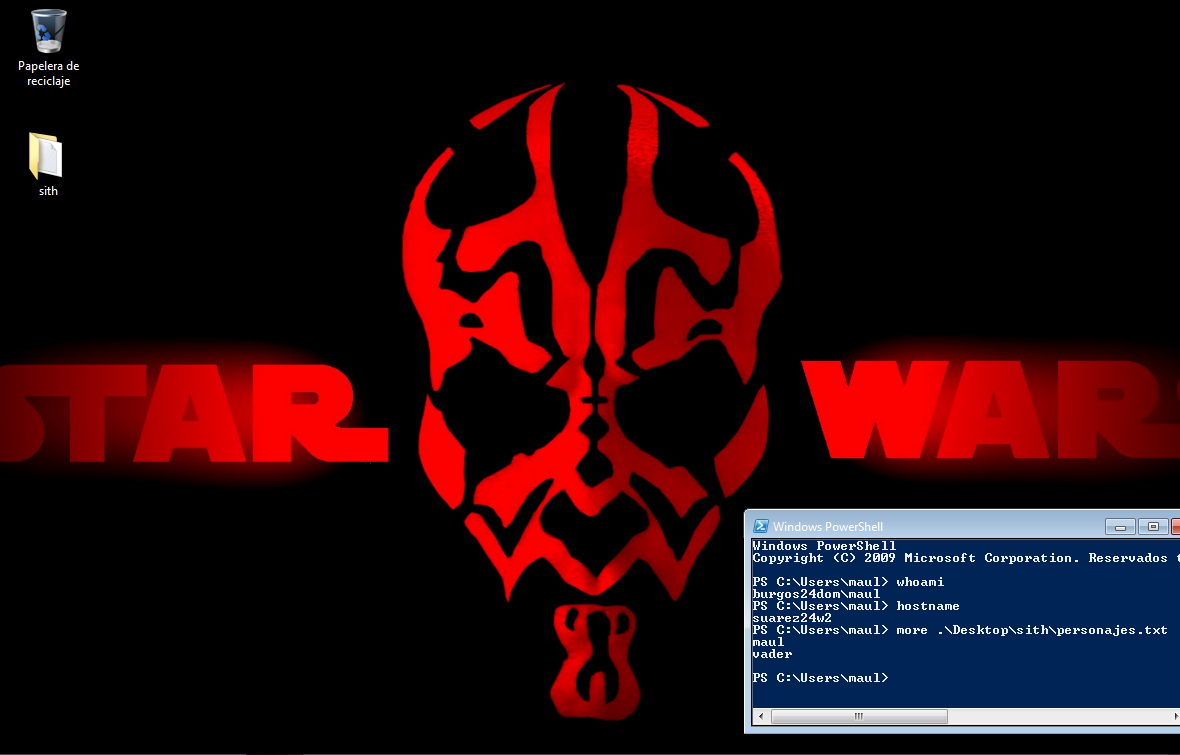 Papelera de
reciclaje
sith
STAR WARS
Windows PowerShell
Windows PowerShell
Copyright (C) 2009 Microsoft Corporation. Reservados
PS C:\Users\maul> whoami
burgos24dom\maul
PS C:\Users\maul> hostname
suarez24w2
PS C:\Users\maul> more .\Desktop\sith\personajes.txt
maul
vader
PS C:\Users\maul>